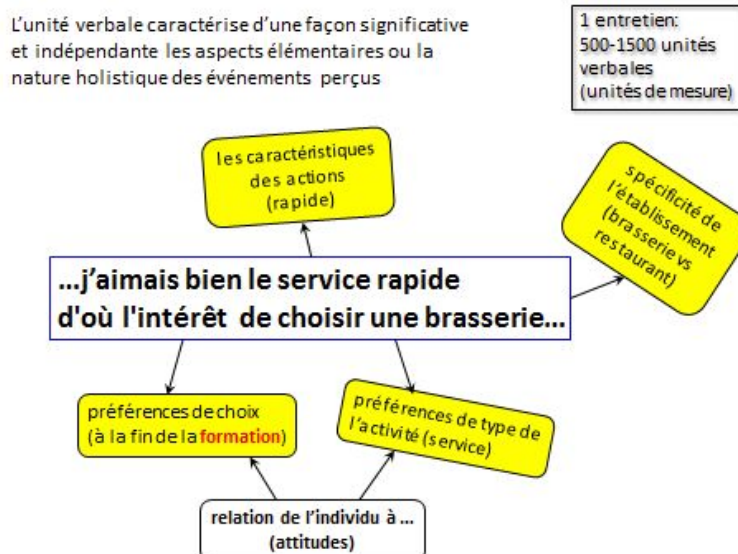 L'unité verbale caractérise d'une façon significative
et indépendante les aspects élémentaires ou la
nature holistique des événements perçus
1 entretien:
500-1500 unités
verbales
(unités de mesure)
les caractéristiques
des actions
(rapide)
spécificité de
l'établissement
(brasserie vs
restaurant)
...j'aimais bien le service rapide
d'où l'intérêt de choisir une brasserie...
préférences de choix
(à la fin de la formation)
préférences de type de
l'activité (service)
relation de l'individu à ...
(attitudes)